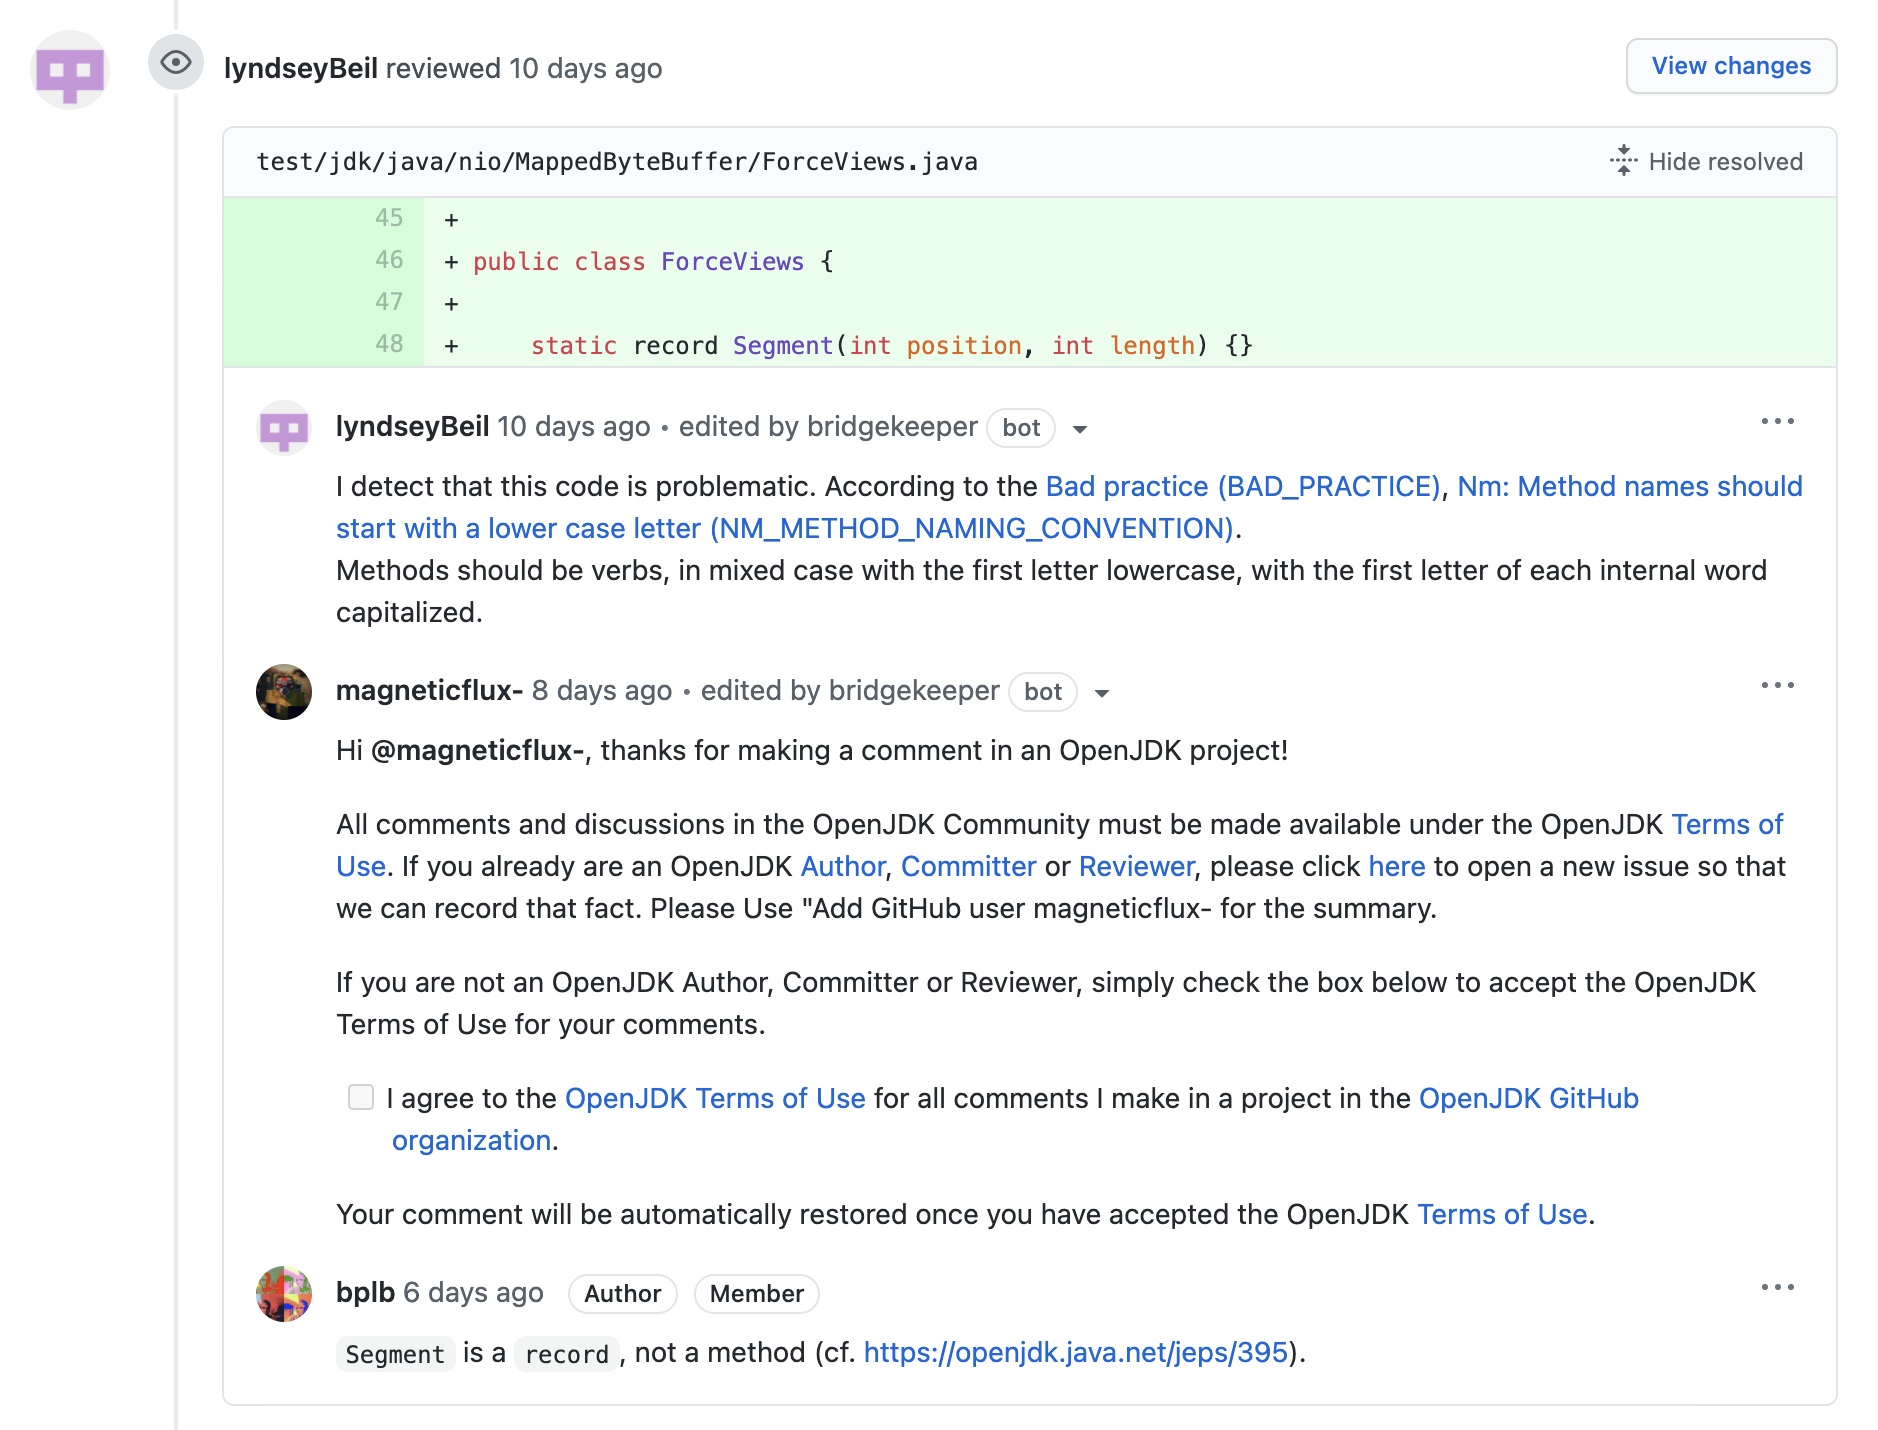 lyndseyBeil reviewed 10 days ago
View changes
test/jdk/java/nio/MappedByteBuffer/ForceViews.java
Hide resolved
45 +
46 + public class ForceViews {
47 +
48 +     static record Segment(int position, int length) {}
lyndseyBeil 10 days ago • edited by bridgekeeper bot
I detect that this code is problematic. According to the Bad practice (BAD_PRACTICE), Nm: Method names should
start with a lower case letter (NM_METHOD_NAMING_CONVENTION).
Methods should be verbs, in mixed case with the first letter lowercase, with the first letter of each internal word
capitalized.
magneticflux- 8 days ago • edited by bridgekeeper bot
Hi @magneticflux-, thanks for making a comment in an OpenJDK project!
All comments and discussions in the OpenJDK Community must be made available under the OpenJDK Terms of
Use. If you already are an OpenJDK Author, Committer or Reviewer, please click here to open a new issue so that
we can record that fact. Please Use "Add GitHub user magneticflux- for the summary.
If you are not an OpenJDK Author, Committer or Reviewer, simply check the box below to accept the OpenJDK
Terms of Use for your comments.
I agree to the OpenJDK Terms of Use for all comments I make in a project in the OpenJDK GitHub
organization.
Your comment will be automatically restored once you have accepted the OpenJDK Terms of Use.
bplb 6 days ago Author Member
Segment is a record, not a method (cf. https://openjdk.java.net/jeps/395).